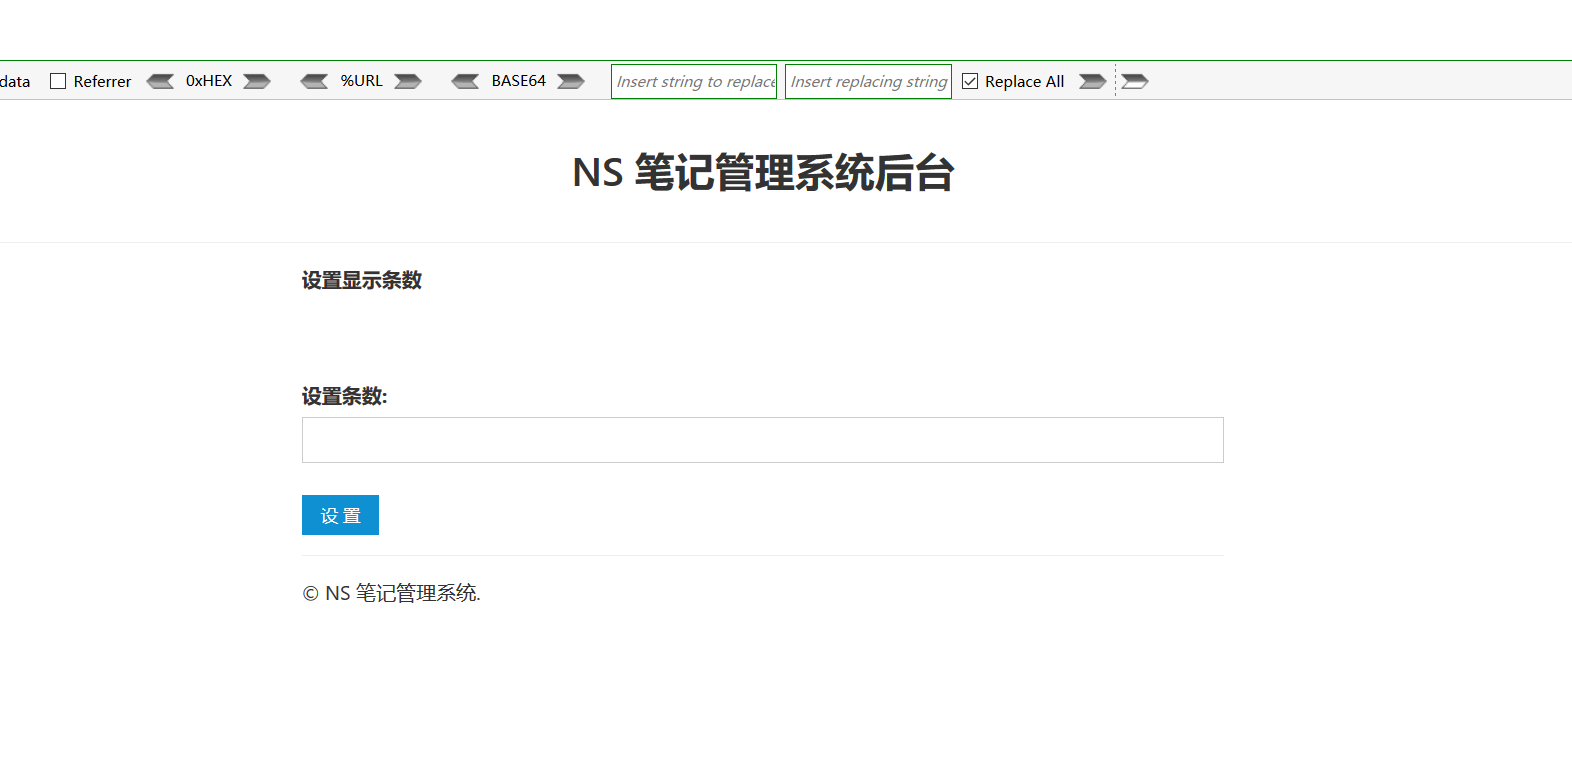 data Referrer 0xHEX %URL BASE64 Insert string to replace Insert replacing string Replace All
NS 笔记管理系统后台
设置显示条数
设置条数:
设置
© NS 笔记管理系统.